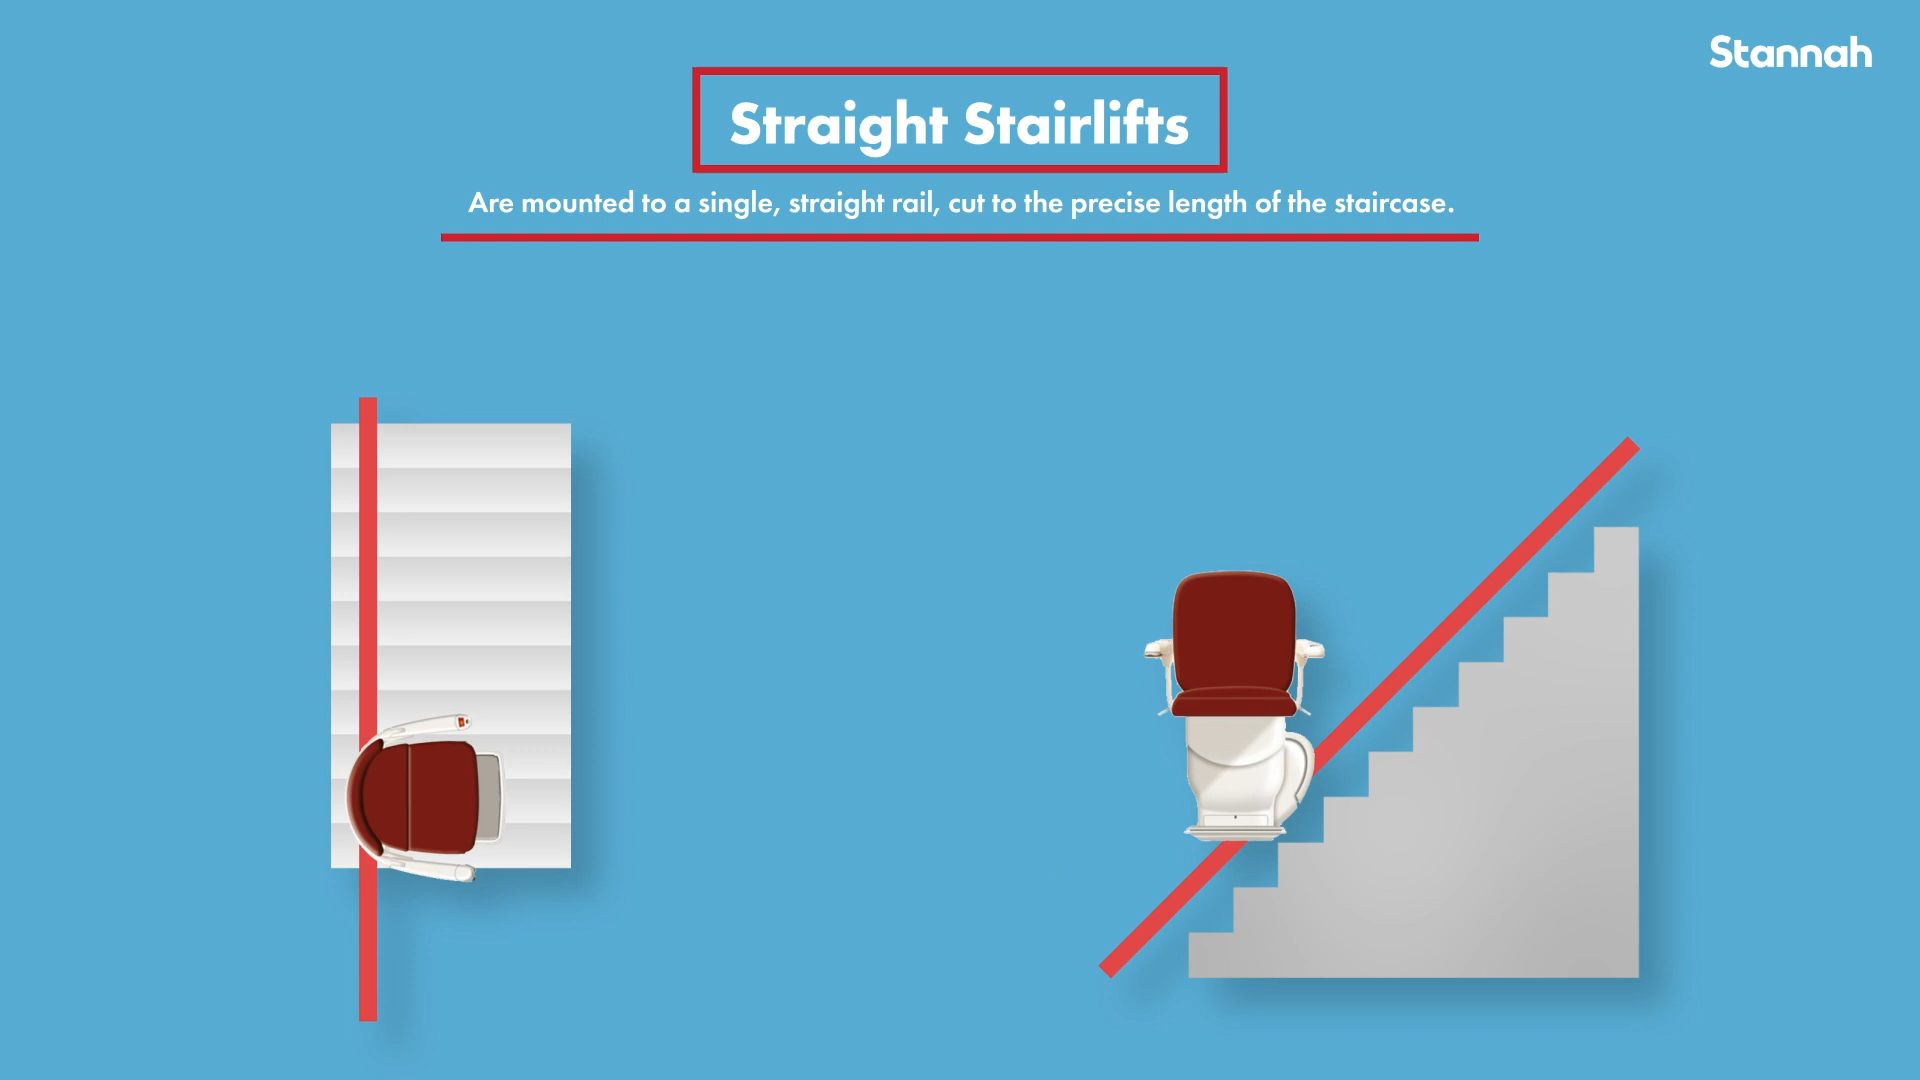 Stannah
Straight Stairlifts
Are mounted to a single, straight rail, cut to the precise length of the staircase.